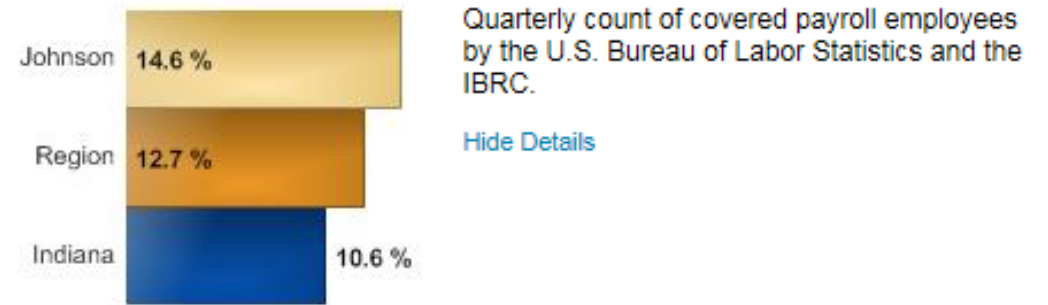 Johnson 14.6 %
Region 12.7 %
Indiana 10.6 %
Quarterly count of covered payroll employees
by the U.S. Bureau of Labor Statistics and the
IBRC.
Hide Details